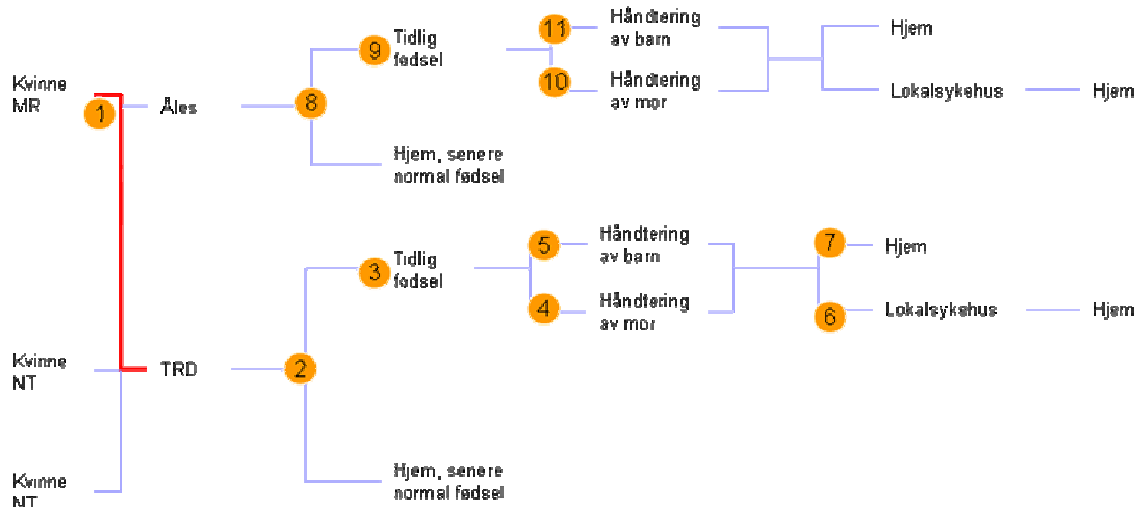 Kvinne
MR
1
Åles
8
9
Tidlig
fødsel
11
Håndtering
av barn
10
Håndtering
av mor
Hjem
Lokalsykehus
Hjem
Hjem, senere
normal fødsel
Kvinne
NT
TRD
2
3
Tidlig
fødsel
5
Håndtering
av barn
4
Håndtering
av mor
7
Hjem
6
Lokalsykehus
Hjem
Kvinne
NT
Hjem, senere
normal fødsel